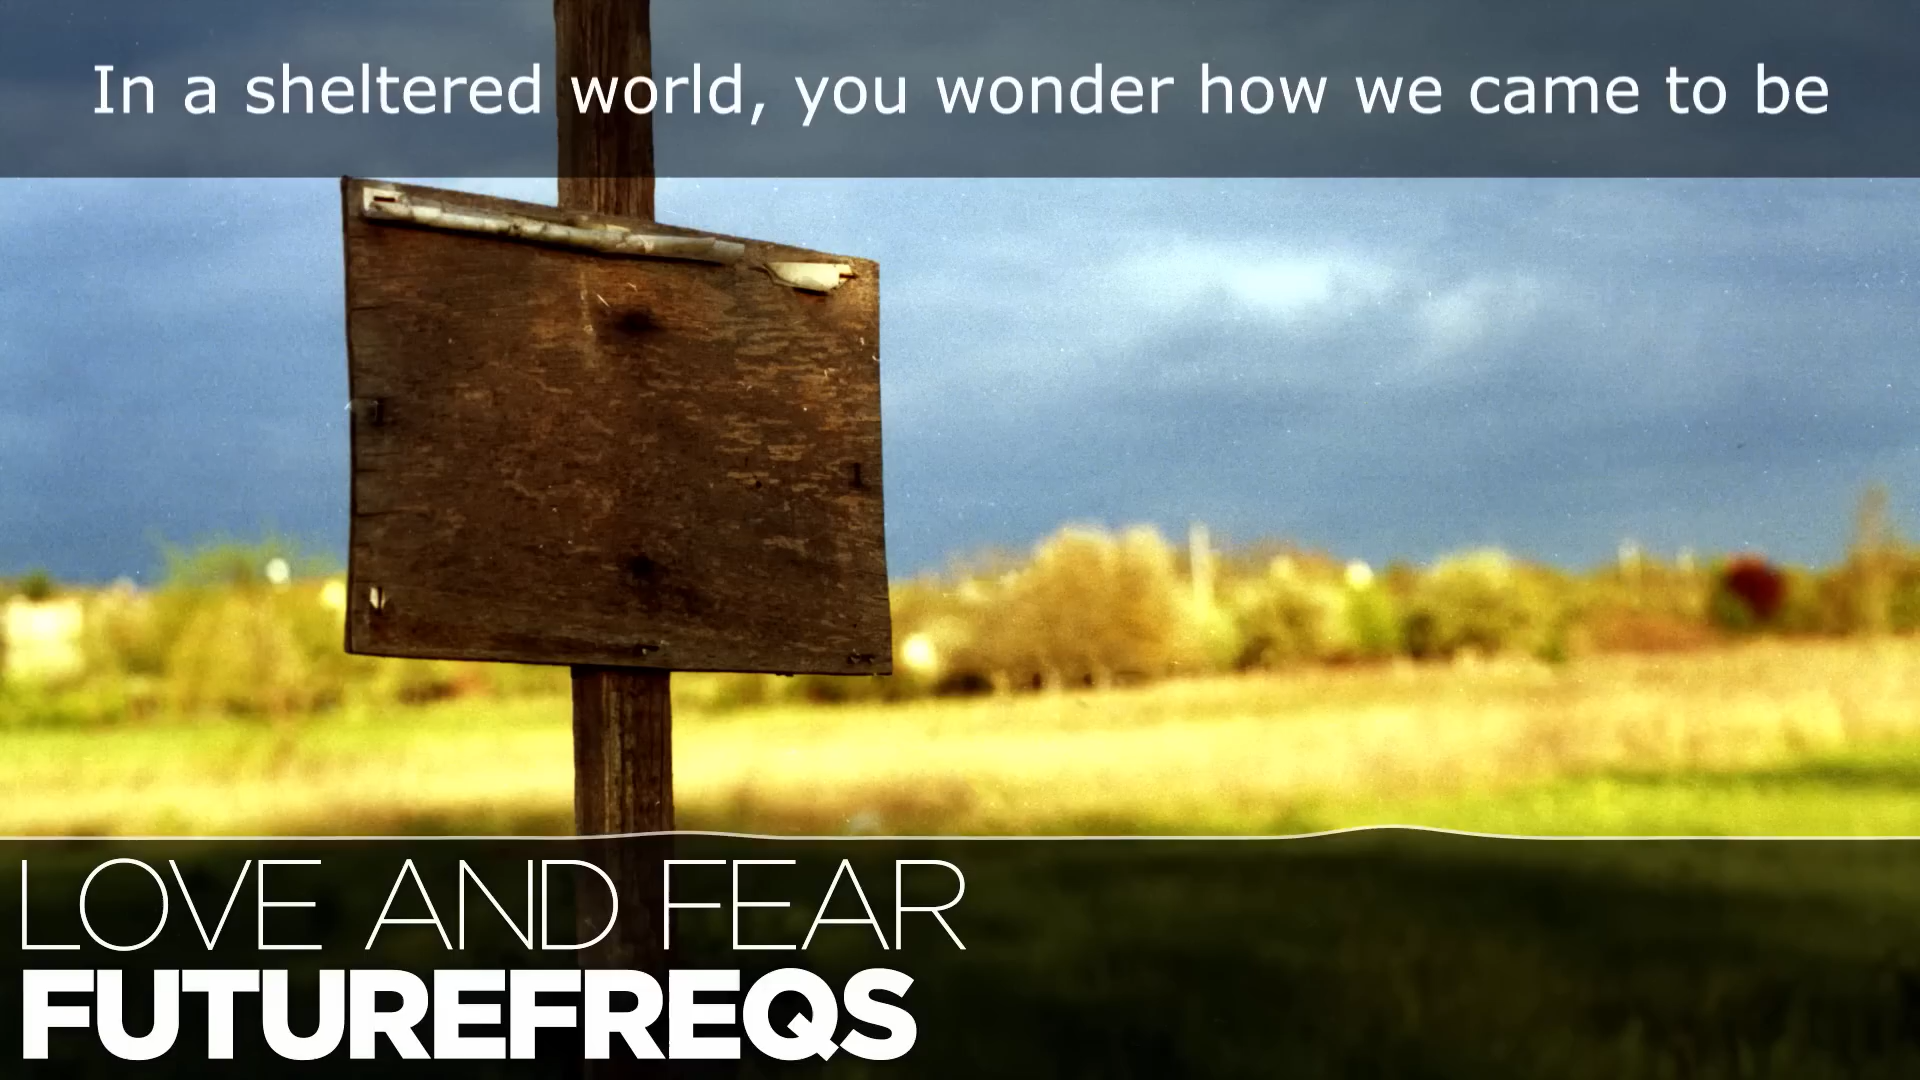 In a sheltered world, you wonder how we came to be
LOVE AND FEAR
FUTUREFREQS